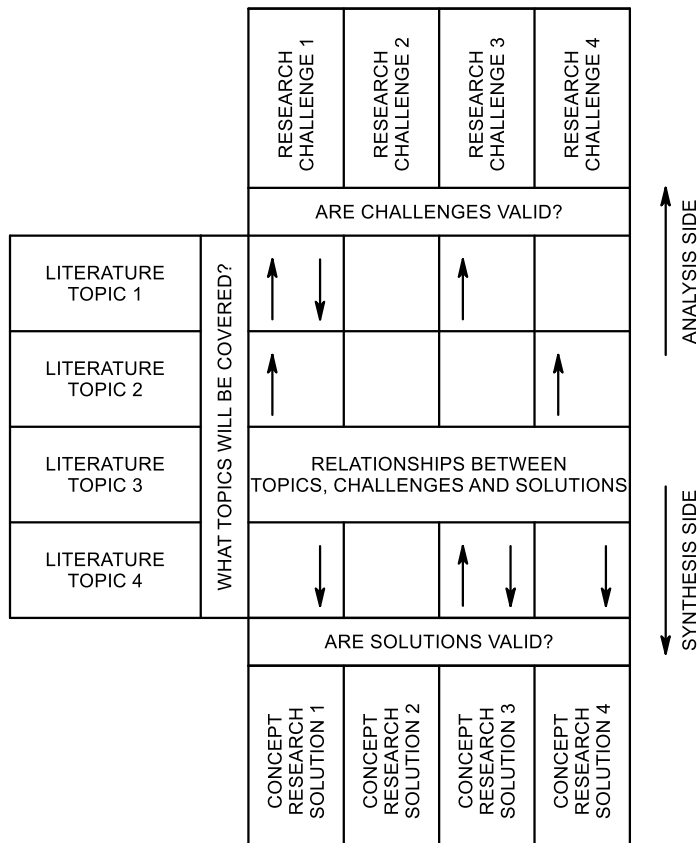 RESEARCH
CHALLENGE 1
RESEARCH
CHALLENGE 2
RESEARCH
CHALLENGE 3
RESEARCH
CHALLENGE 4
ARE CHALLENGES VALID?
ANALYSIS SIDE
LITERATURE
TOPIC 1
WHAT TOPICS WILL BE COVERED?
LITERATURE
TOPIC 2
LITERATURE
TOPIC 3
RELATIONSHIPS BETWEEN
TOPICS, CHALLENGES AND SOLUTIONS
LITERATURE
TOPIC 4
SYNTHESIS SIDE
ARE SOLUTIONS VALID?
CONCEPT
RESEARCH
SOLUTION 1
CONCEPT
RESEARCH
SOLUTION 2
CONCEPT
RESEARCH
SOLUTION 3
CONCEPT
RESEARCH
SOLUTION 4